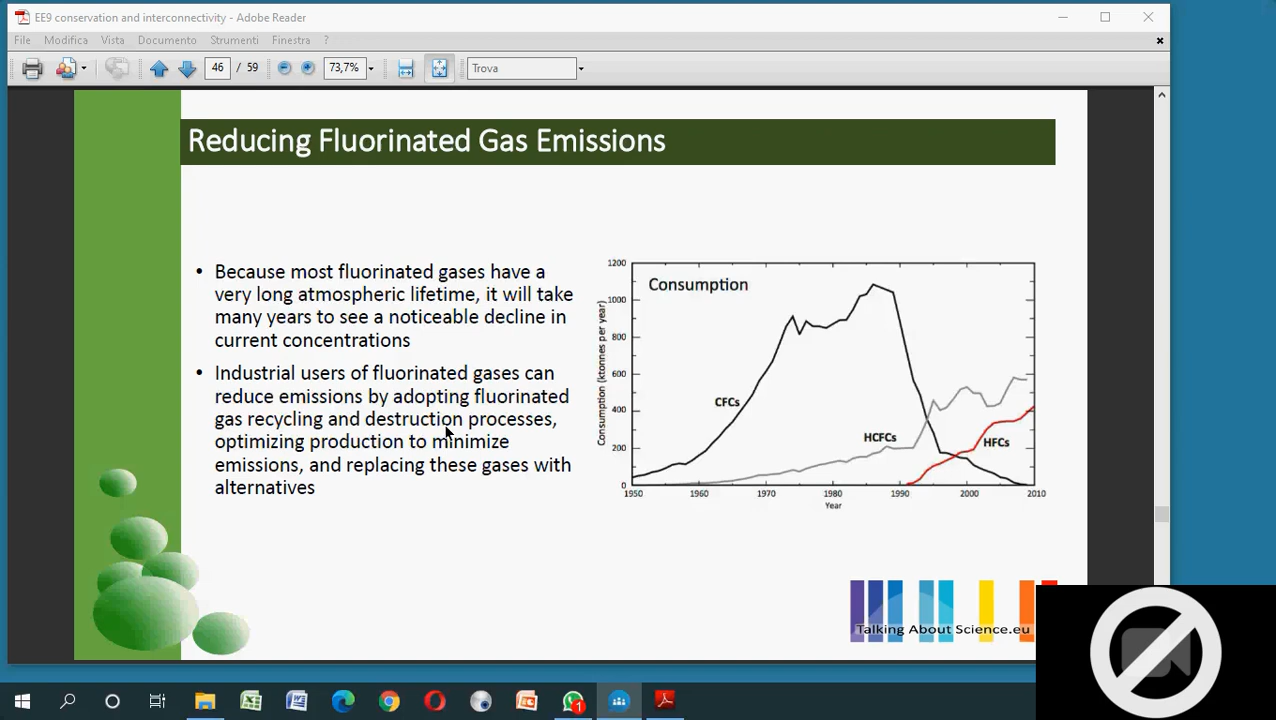 EE9 conservation and interconnectivity - Adobe Reader
File Modifica Vista Documento Strumenti Finestra ?
46 / 59 73,7% Trova
Reducing Fluorinated Gas Emissions
• Because most fluorinated gases have a
very long atmospheric lifetime, it will take
many years to see a noticeable decline in
current concentrations
• Industrial users of fluorinated gases can
reduce emissions by adopting fluorinated
gas recycling and destruction processes,
optimizing production to minimize
emissions, and replacing these gases with
alternatives
Consumption
Consumption (ktonnes per year)
1200
1000
800
600
400
200
0
CFCs
HCFCs
HFCs
1950 1960 1970 1980 1990 2000 2010
Year
Talking About Science.eu
1